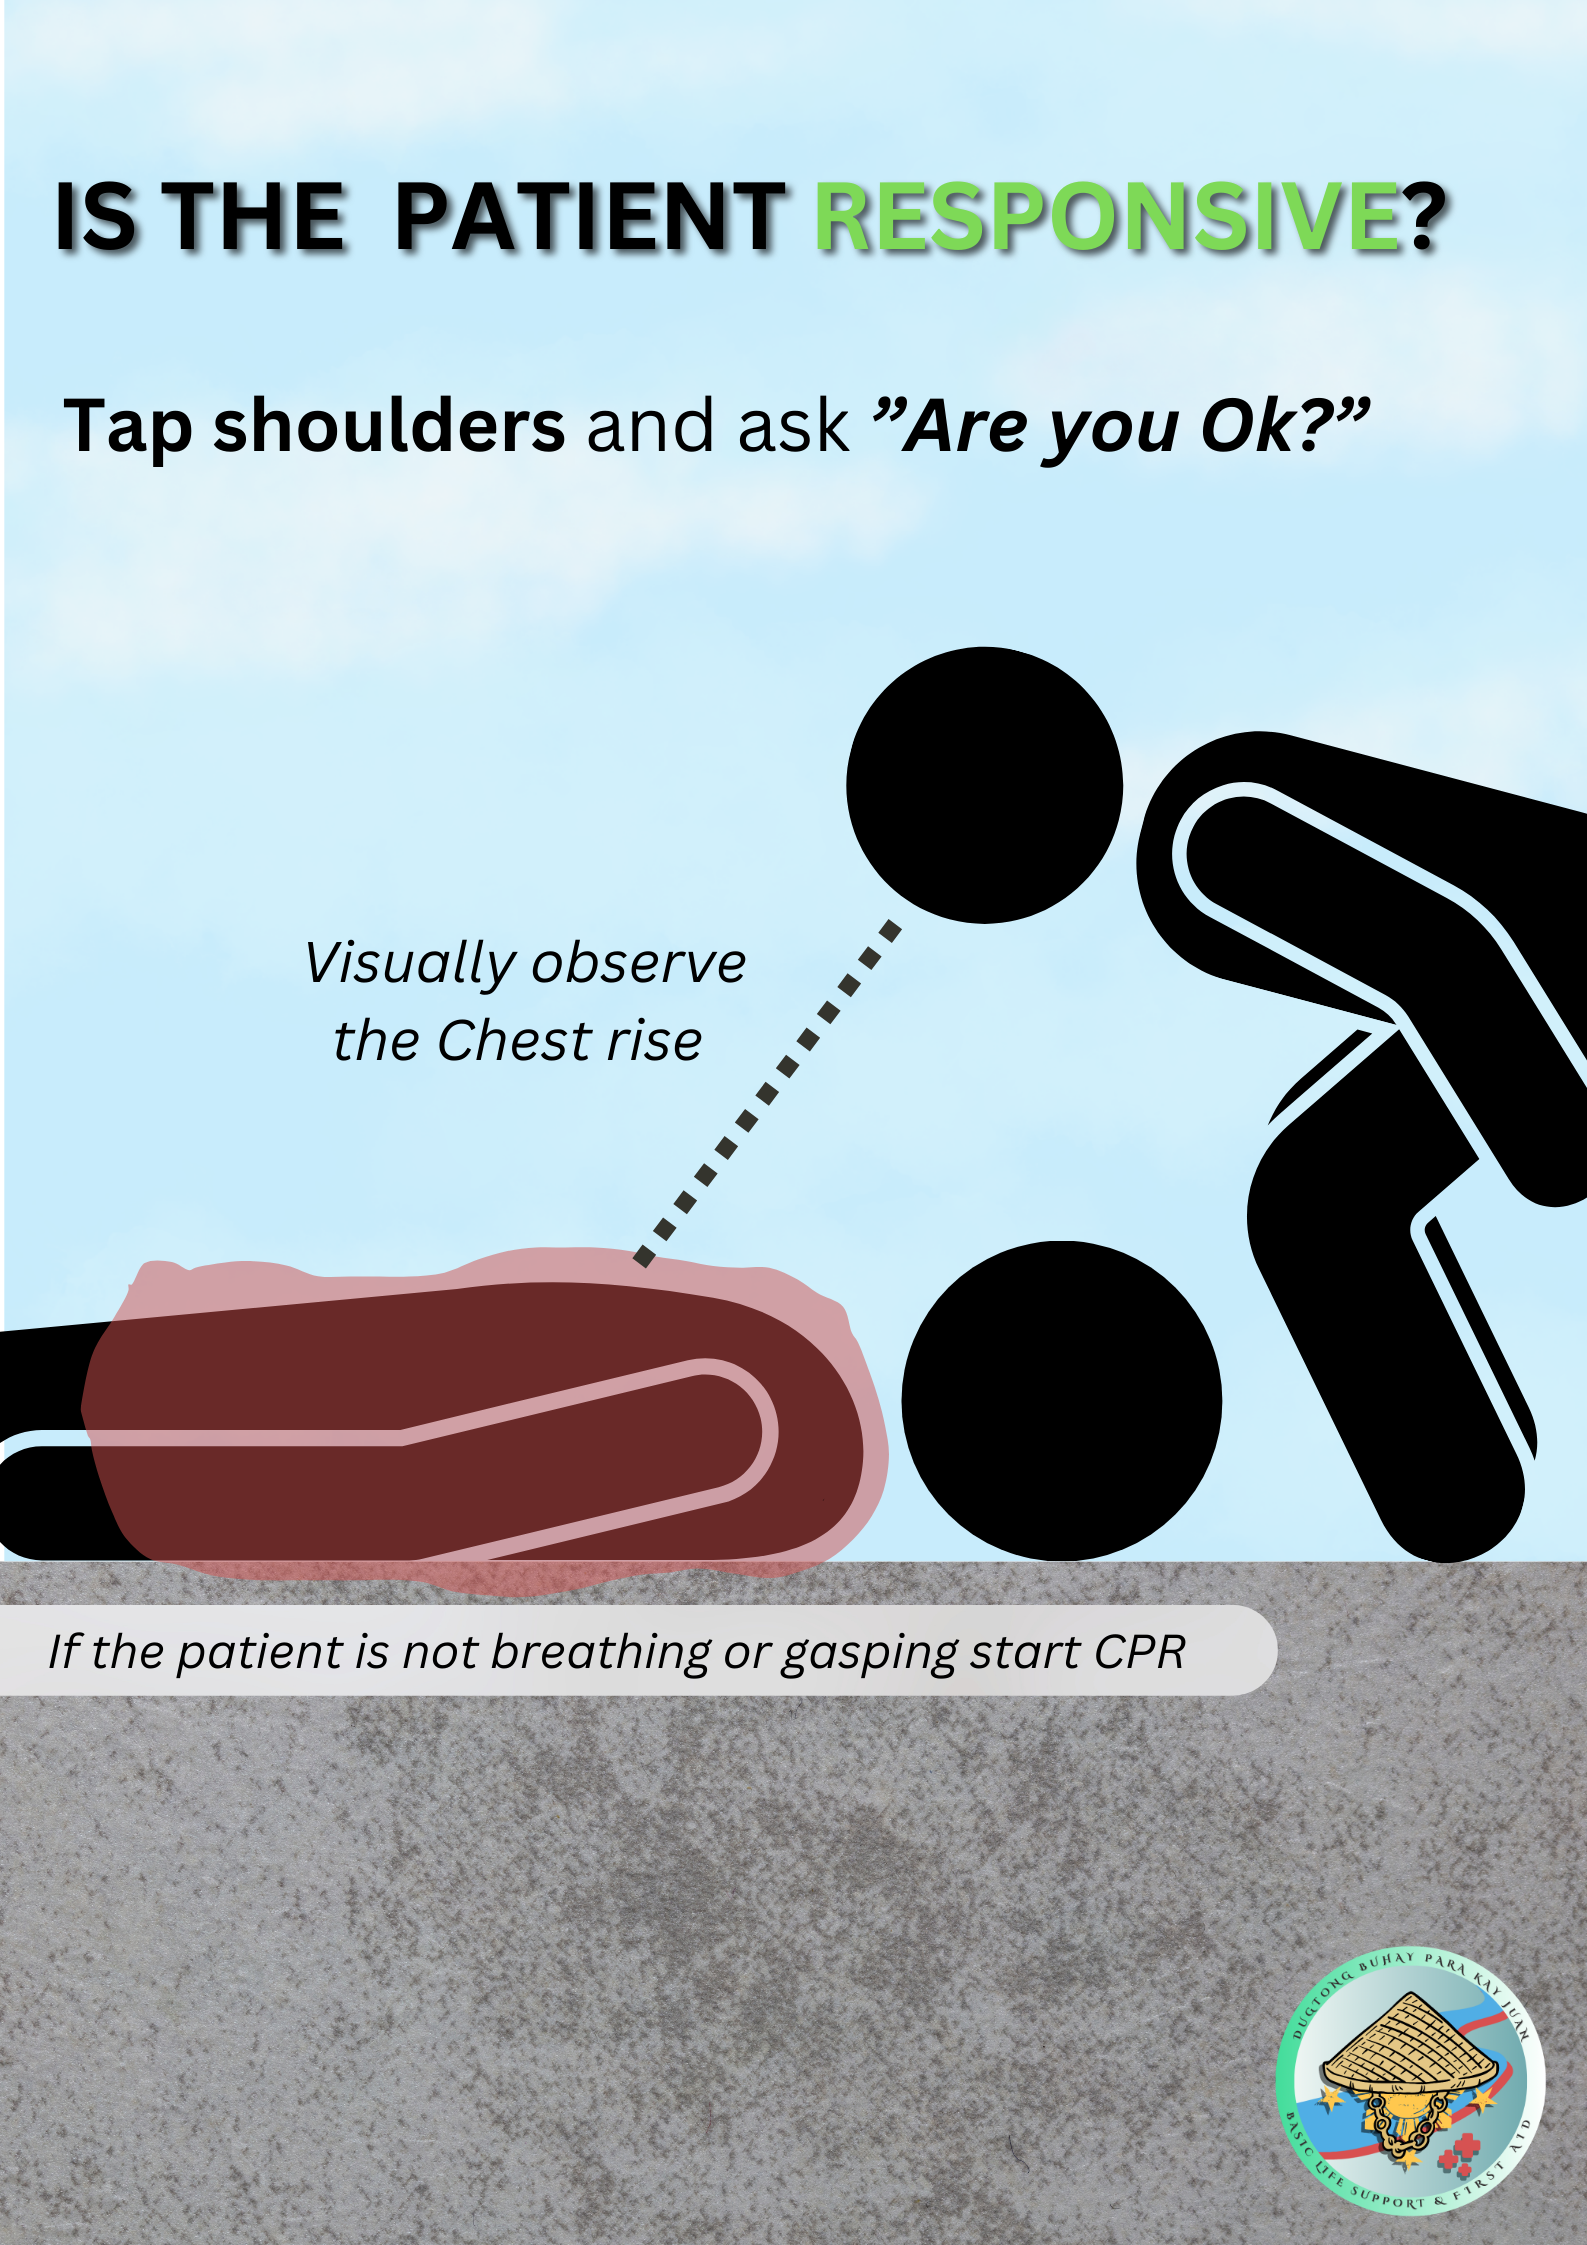 IS THE PATIENT RESPONSIVE?
Tap shoulders and ask ”Are you Ok?”
Visually observe
the Chest rise
If the patient is not breathing or gasping start CPR
DUGTONG BUHAY PARA KAY JUAN
BASIC LIFE SUPPORT & FIRST AID